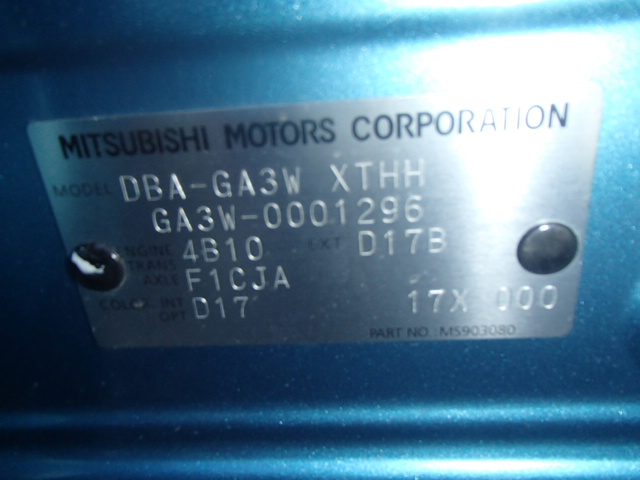 MITSUBISHI MOTORS CORPORATION
MODEL DBA-GA3W XTHH
GA3W-0001296
ENGINE 4B10 EXT D17B
TRANS
AXLE F1CJA
COLOR, INT D17 17X 000
OPT
PART NO. MS903080